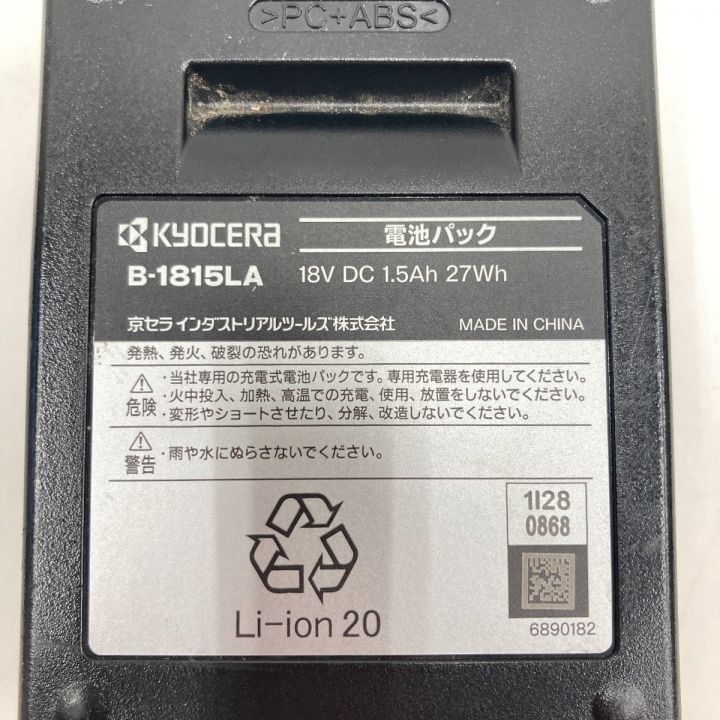 >PC+ABS<
KYOCERA 電池パック
B-1815LA 18V DC 1.5Ah 27Wh
京セラ インダストリアルツールズ株式会社 MADE IN CHINA
発熱、発火、破裂の恐れがあります。
危険
・当社専用の充電式電池パックです。専用充電器を使用してください。
・火中投入、加熱、高温での充電、使用、放置をしないでください。
・変形やショートさせたり、分解、改造しないでください。
警告
・雨や水にぬらさないでください。
1I28
0868
Li-ion 20
6890182